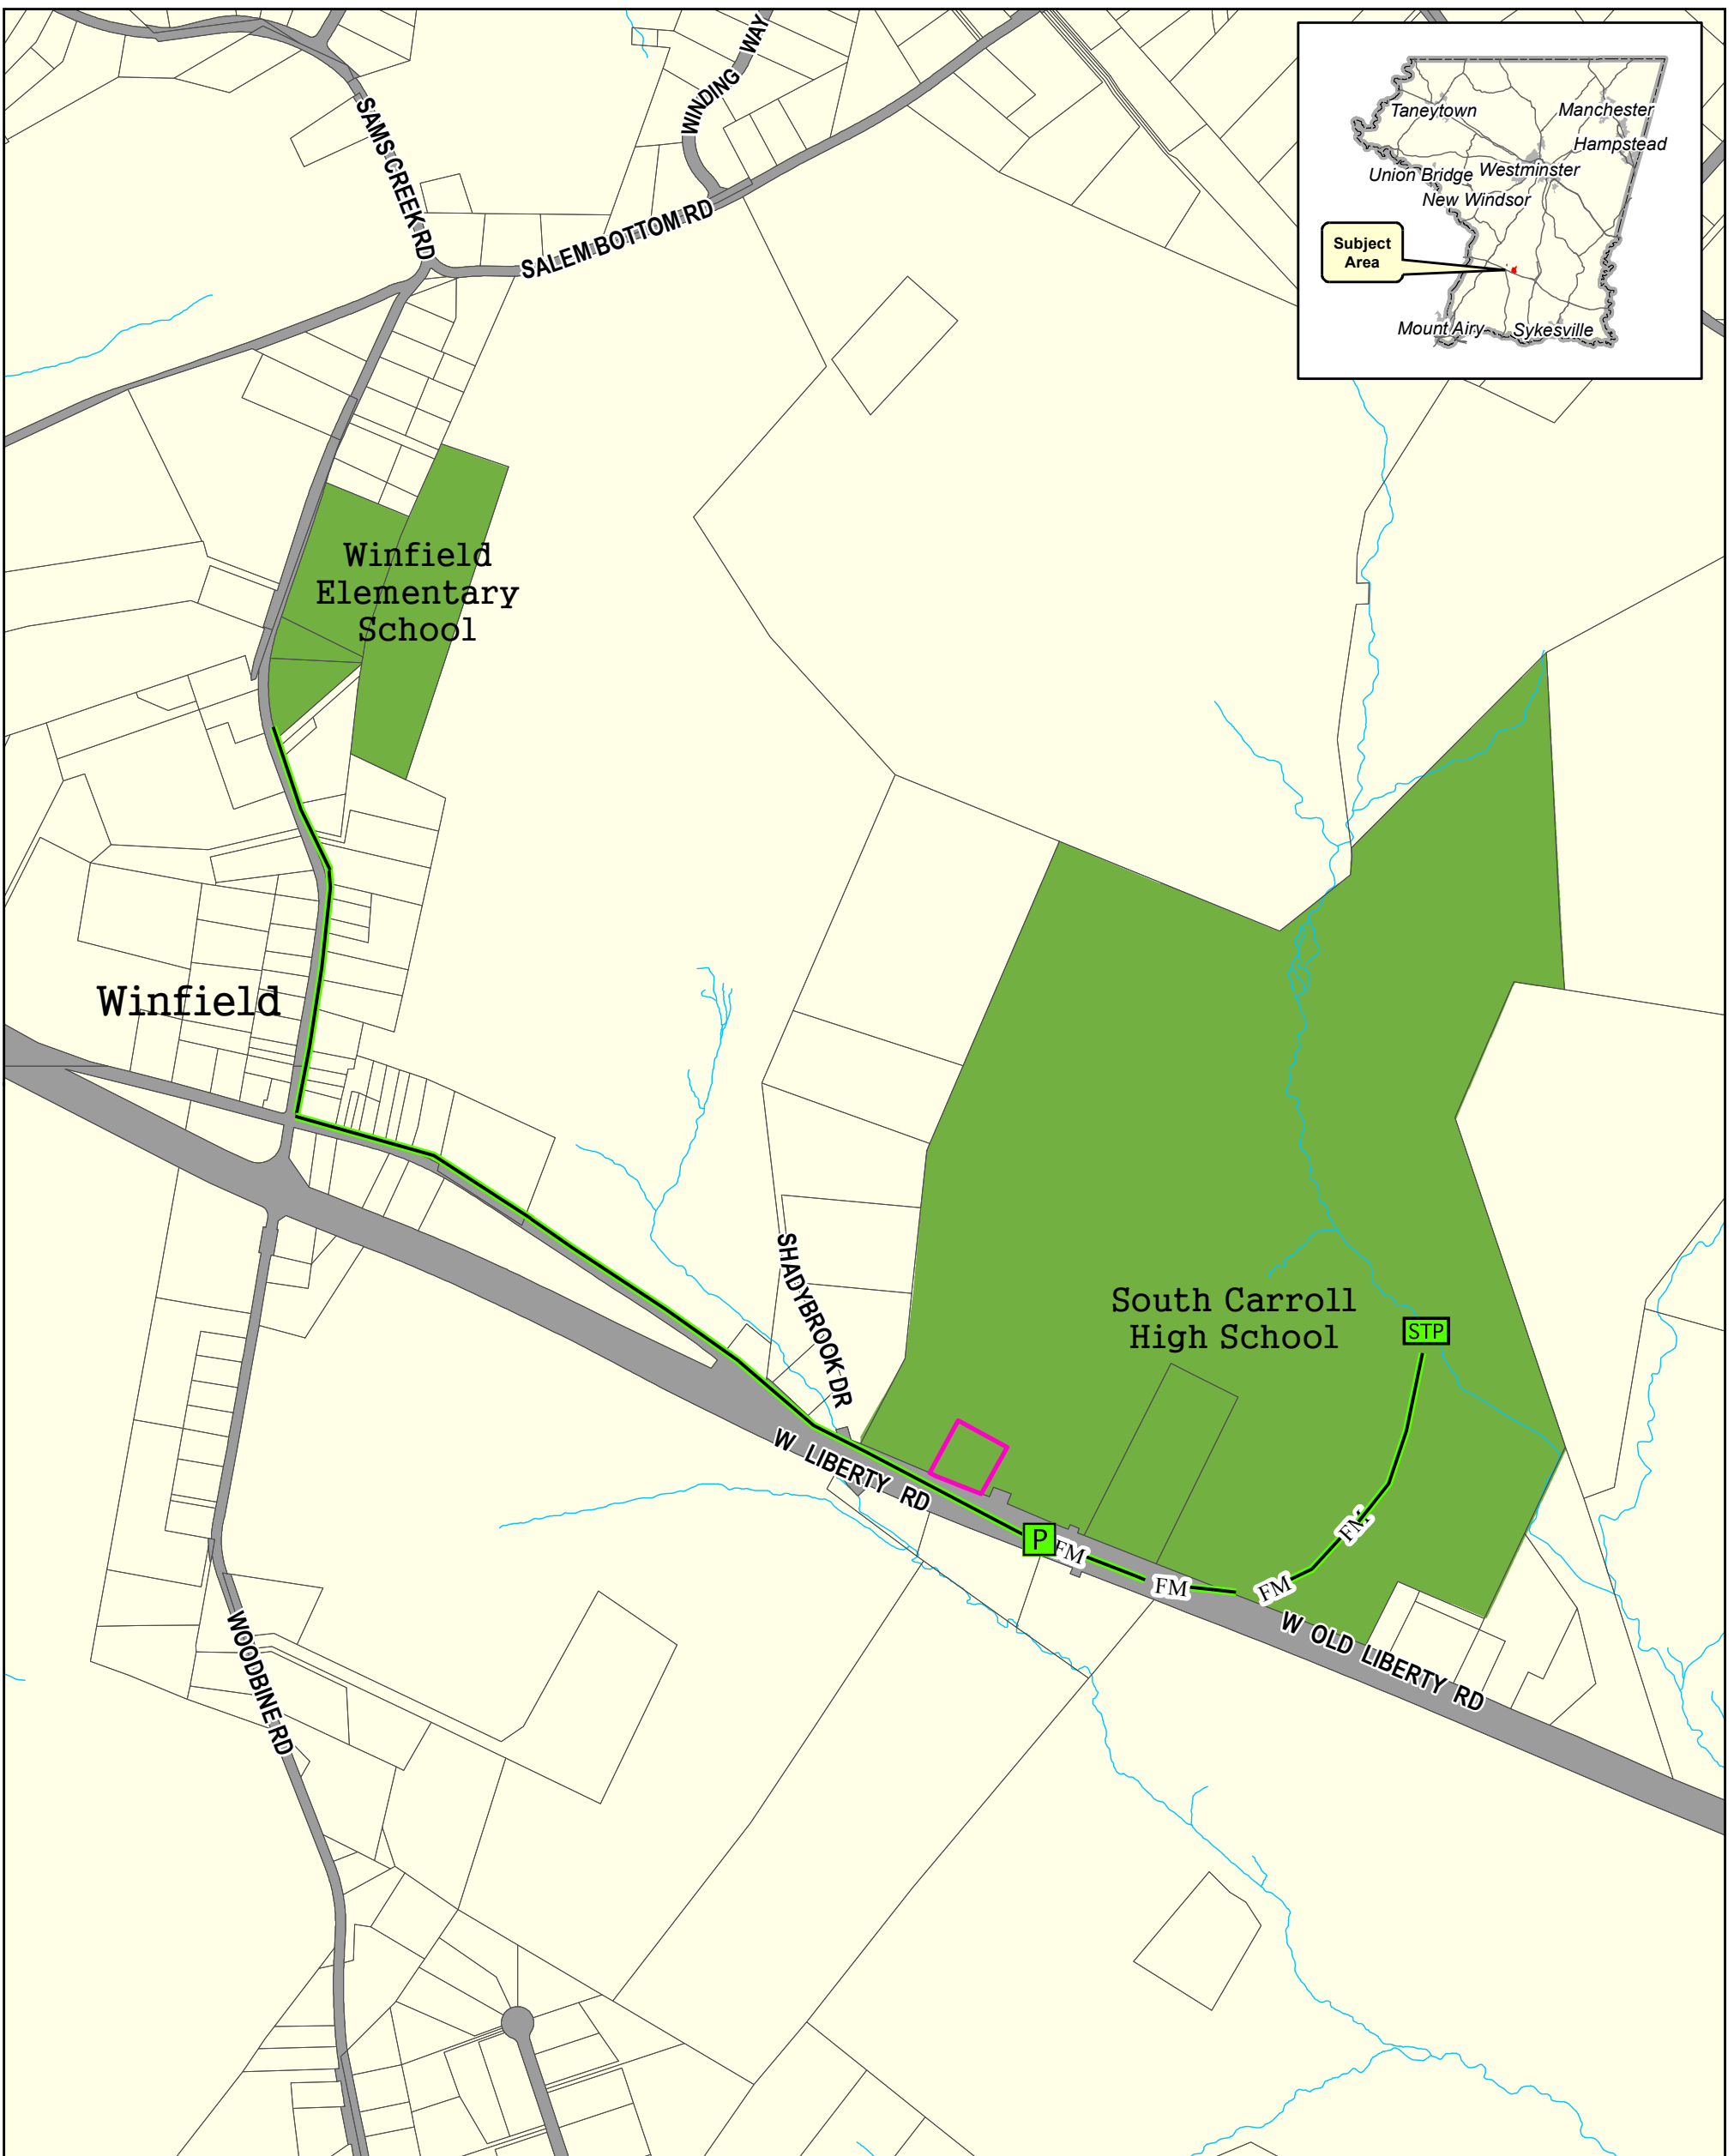 WINDING WAY
SAMS CREEK RD
SALEM BOTTOM RD
Taneytown
Manchester
Hampstead
Union Bridge
Westminster
New Windsor
Subject
Area
Mount Airy
Sykesville
Winfield
Elementary
School
Winfield
SHADYBROOK DR
South Carroll
High School
STP
W LIBERTY RD
P
FM
FM
FM
FM
W OLD LIBERTY RD
WOODBINE RD